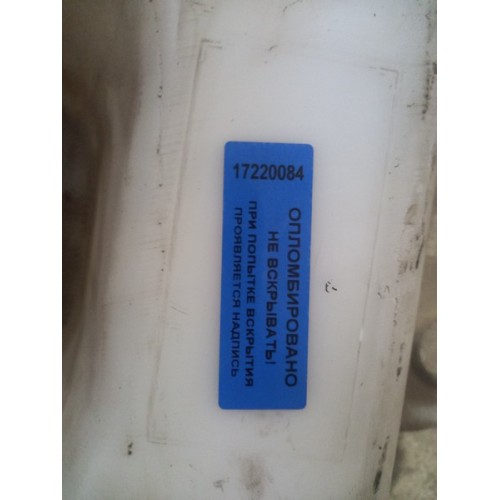 17220084
ОПЛОМБИРОВАНО
НЕ ВСКРЫВАТЬ!
ПРИ ПОПЫТКЕ ВСКРЫТИЯ
ПРОЯВЛЯЕТСЯ НАДПИСЬ